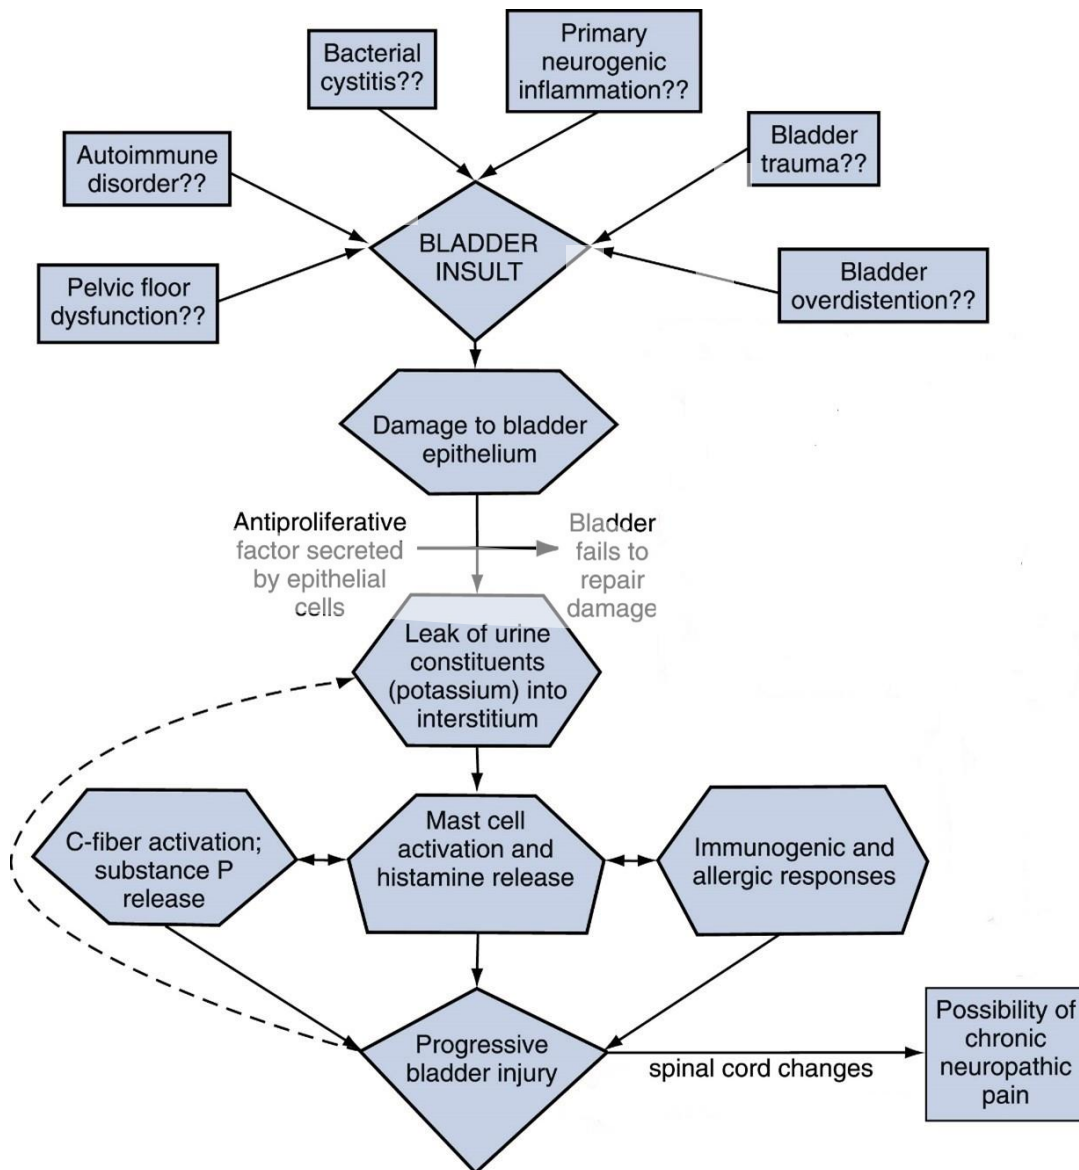 Bacterial
cystitis??
Primary
neurogenic
inflammation??
Autoimmune
disorder??
Bladder
trauma??
BLADDER
INSULT
Pelvic floor
dysfunction??
Bladder
overdistention??
Damage to bladder
epithelium
Antiproliferative
factor secreted
by epithelial
cells
Bladder
fails to
repair
damage
Leak of urine
constituents
(potassium) into
interstitium
C-fiber activation;
substance P
release
Mast cell
activation and
histamine release
Immunogenic and
allergic responses
Progressive
bladder injury
spinal cord changes
Possibility of
chronic
neuropathic
pain